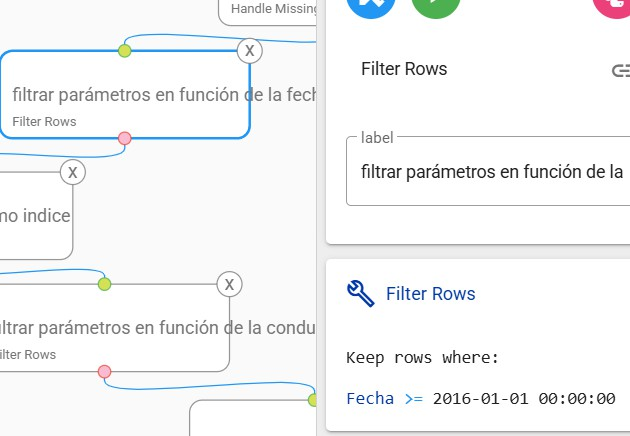 Handle Missing
X
filtrar parámetros en función de la fech
Filter Rows
X
mo indice
X
iltrar parámetros en función de la condu
ilter Rows
Filter Rows
label
filtrar parámetros en función de la
Filter Rows
Keep rows where:
Fecha >= 2016-01-01 00:00:00